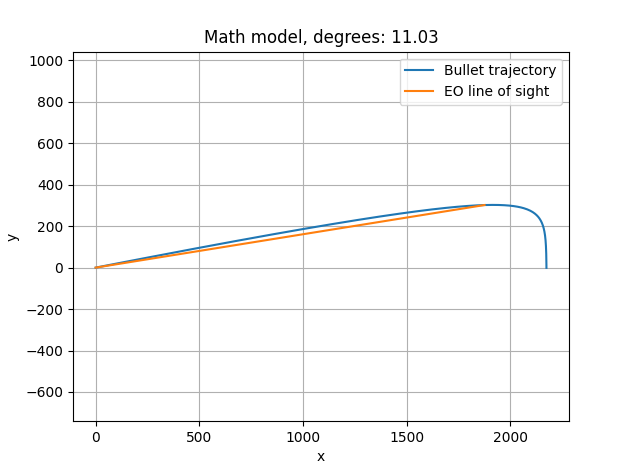 Math model, degrees: 11.03
Bullet trajectory
EO line of sight
1000
800
600
400
200
0
−200
−400
−600
y
0
500
1000
1500
2000
x